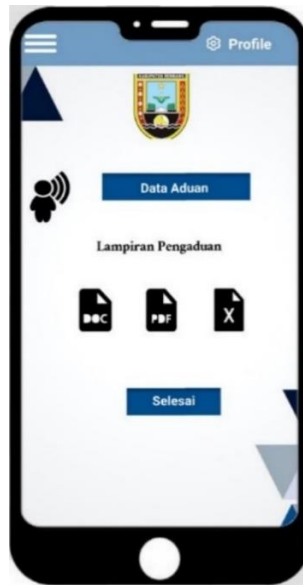 Profile
Data Aduan
Lampiran Pengaduan
DOC
PDF
X
Selesai